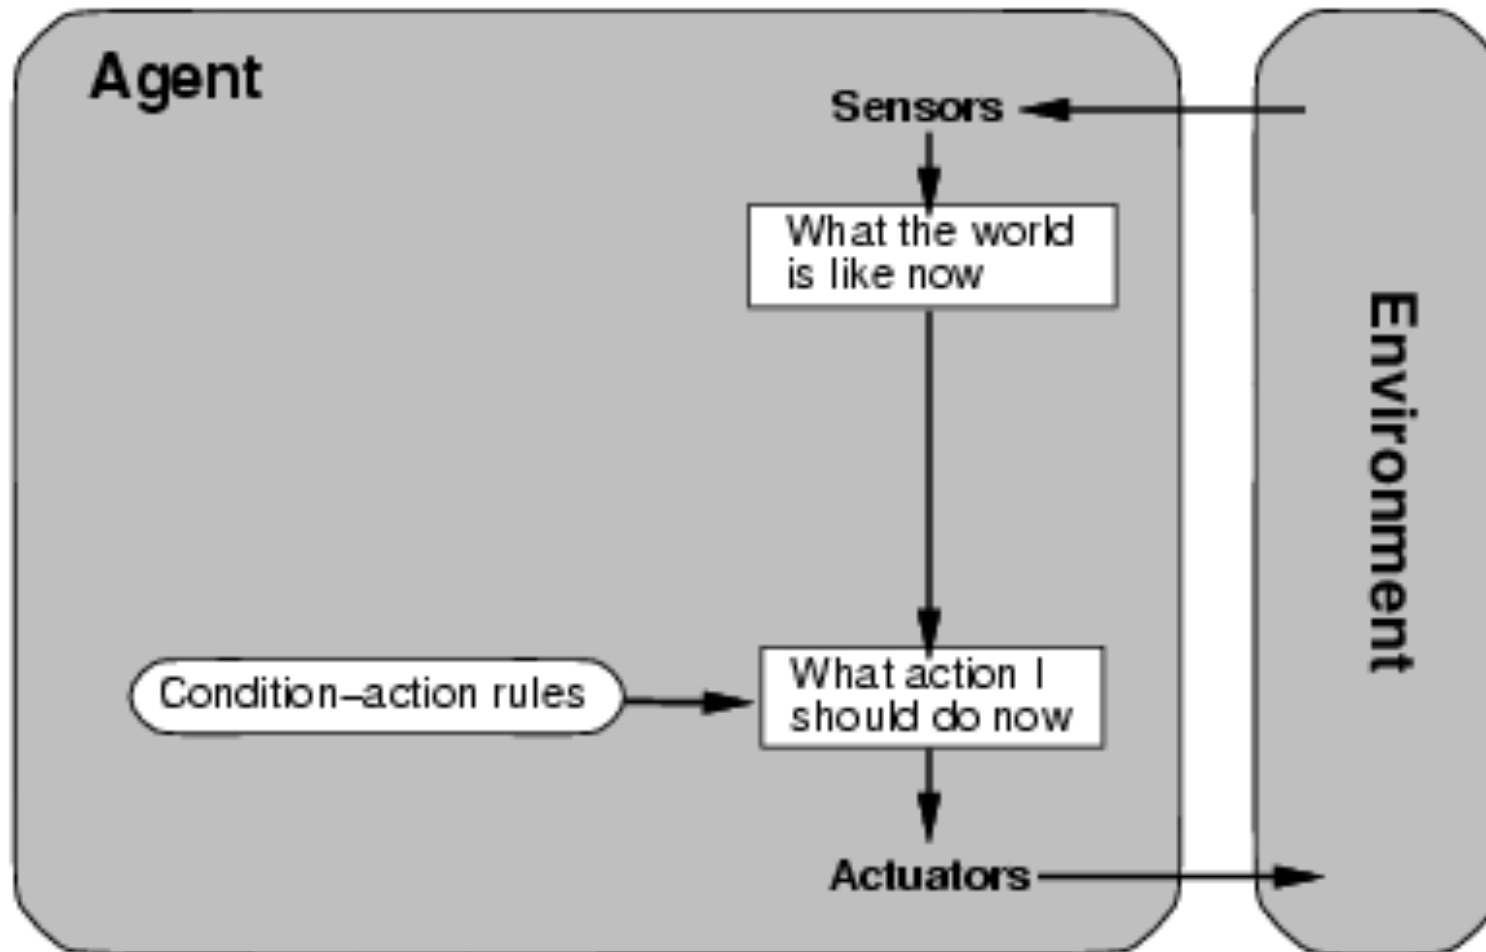 Agent
Sensors
What the world
is like now
Environment
Condition–action rules
What action I
should do now
Actuators